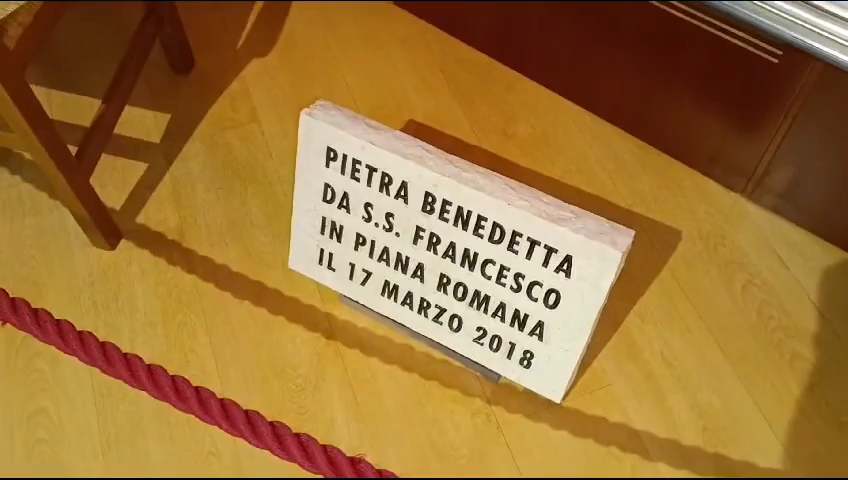 PIETRA BENEDETTA
DA S.S. FRANCESCO
IN PIANA ROMANA
IL 17 MARZO 2018